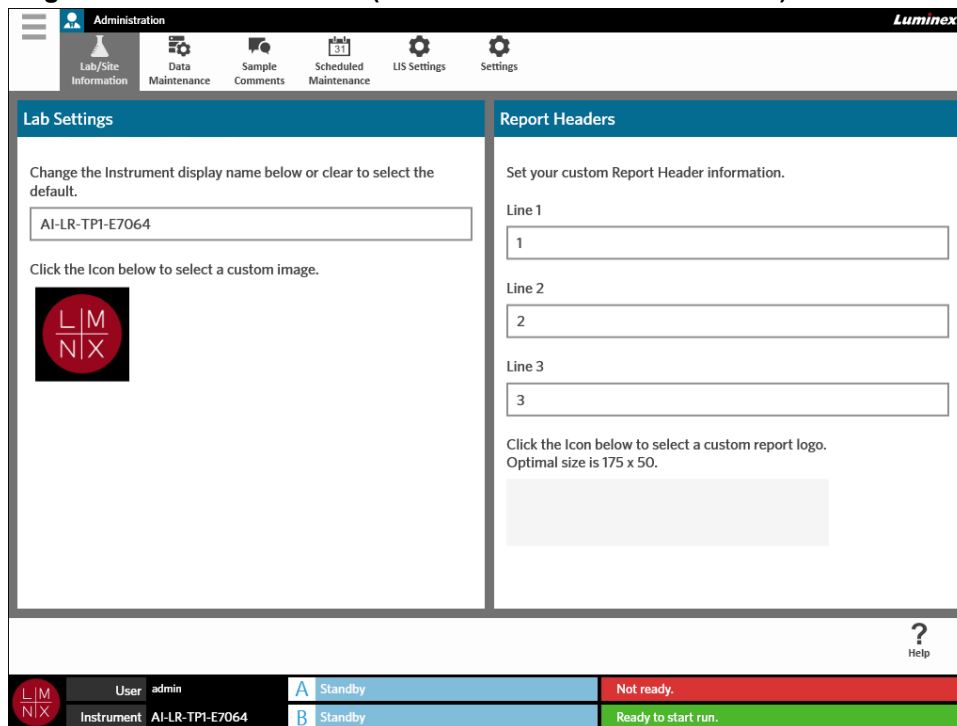 Administration
Luminex
31
Lab/Site
Information
Data
Maintenance
Sample
Comments
Scheduled
Maintenance
LIS Settings
Settings
Lab Settings
Change the Instrument display name below or clear to select the
default.
AI-LR-TP1-E7064
Click the Icon below to select a custom image.
L M
N X
Report Headers
Set your custom Report Header information.
Line 1
1
Line 2
2
Line 3
3
Click the Icon below to select a custom report logo.
Optimal size is 175 x 50.
?
Help
L M
N X
User admin
Instrument AI-LR-TP1-E7064
A Standby
B Standby
Not ready.
Ready to start run.